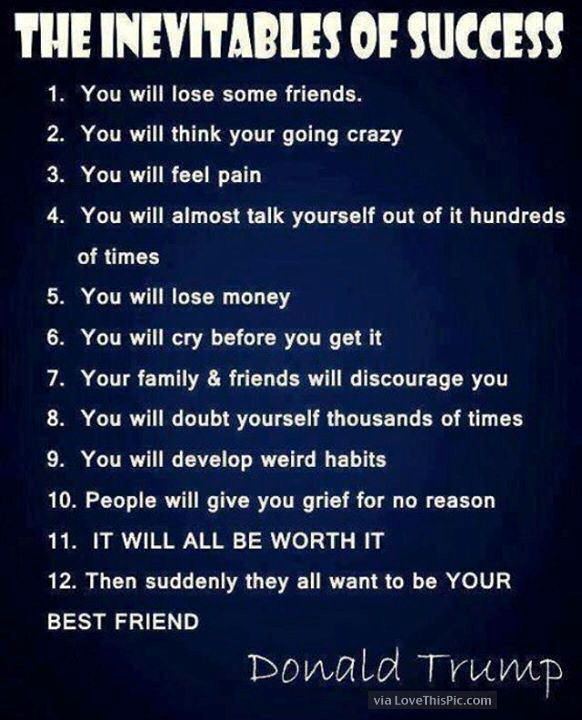 THE INEVITABLES OF SUCCESS
1. You will lose some friends.
2. You will think your going crazy
3. You will feel pain
4. You will almost talk yourself out of it hundreds
of times
5. You will lose money
6. You will cry before you get it
7. Your family & friends will discourage you
8. You will doubt yourself thousands of times
9. You will develop weird habits
10. People will give you grief for no reason
11. IT WILL ALL BE WORTH IT
12. Then suddenly they all want to be YOUR
BEST FRIEND
Donald Trump
via LoveThisPic.com